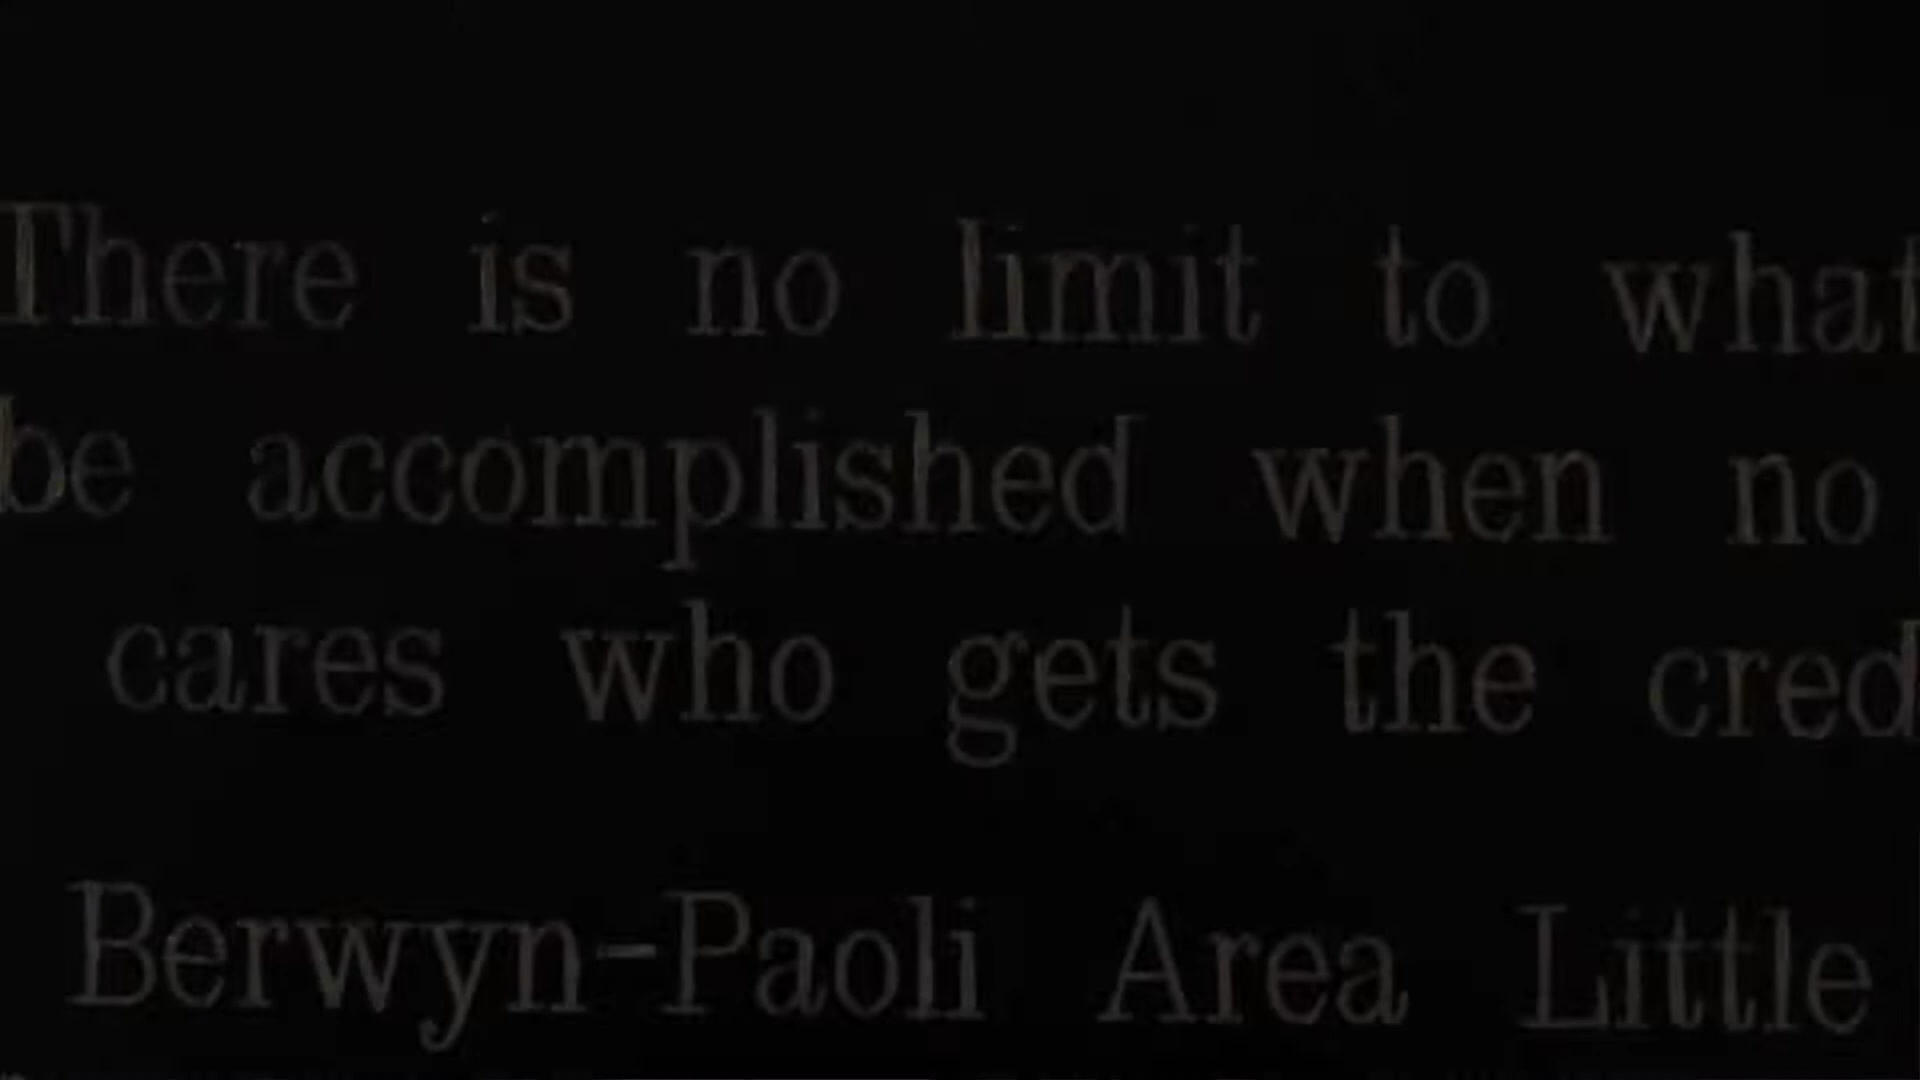 There is no limit to what
be accomplished when no
cares who gets the cred
Berwyn-Paoli Area Little